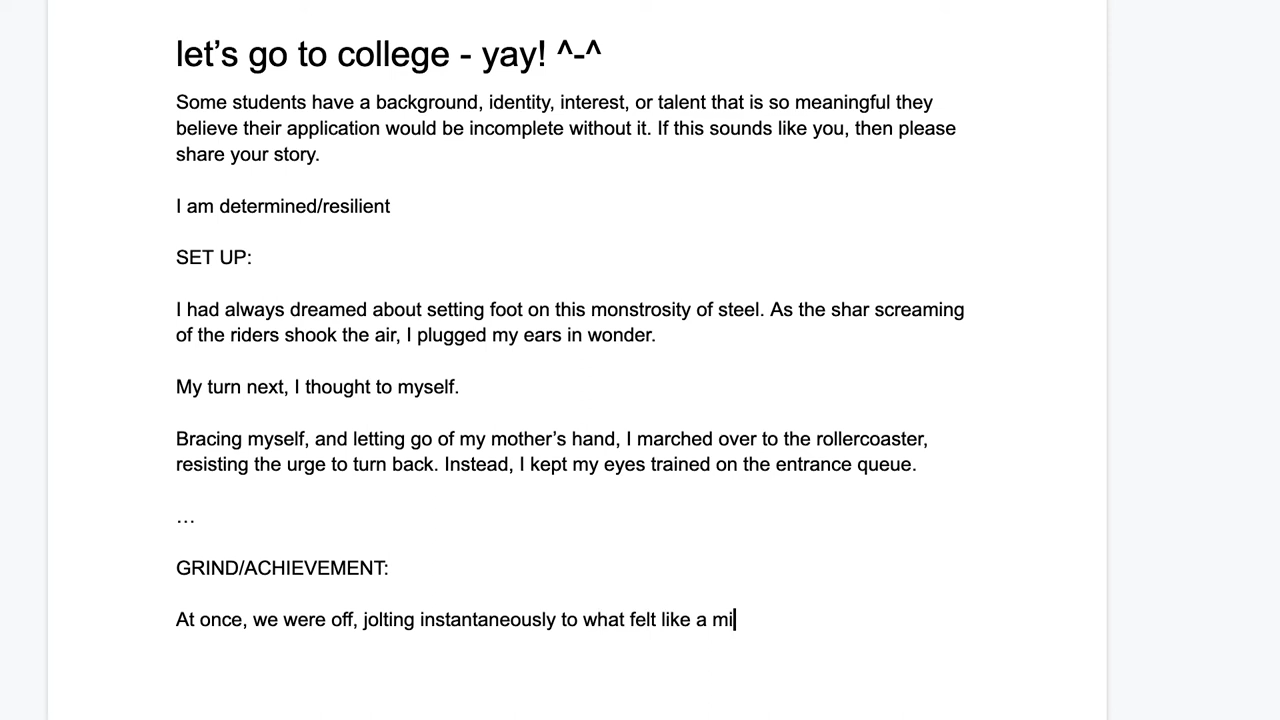 let's go to college - yay! ^-^
Some students have a background, identity, interest, or talent that is so meaningful they
believe their application would be incomplete without it. If this sounds like you, then please
share your story.
I am determined/resilient
SET UP:
I had always dreamed about setting foot on this monstrosity of steel. As the shar screaming
of the riders shook the air, I plugged my ears in wonder.
My turn next, I thought to myself.
Bracing myself, and letting go of my mother’s hand, I marched over to the rollercoaster,
resisting the urge to turn back. Instead, I kept my eyes trained on the entrance queue.
…
GRIND/ACHIEVEMENT:
At once, we were off, jolting instantaneously to what felt like a mi